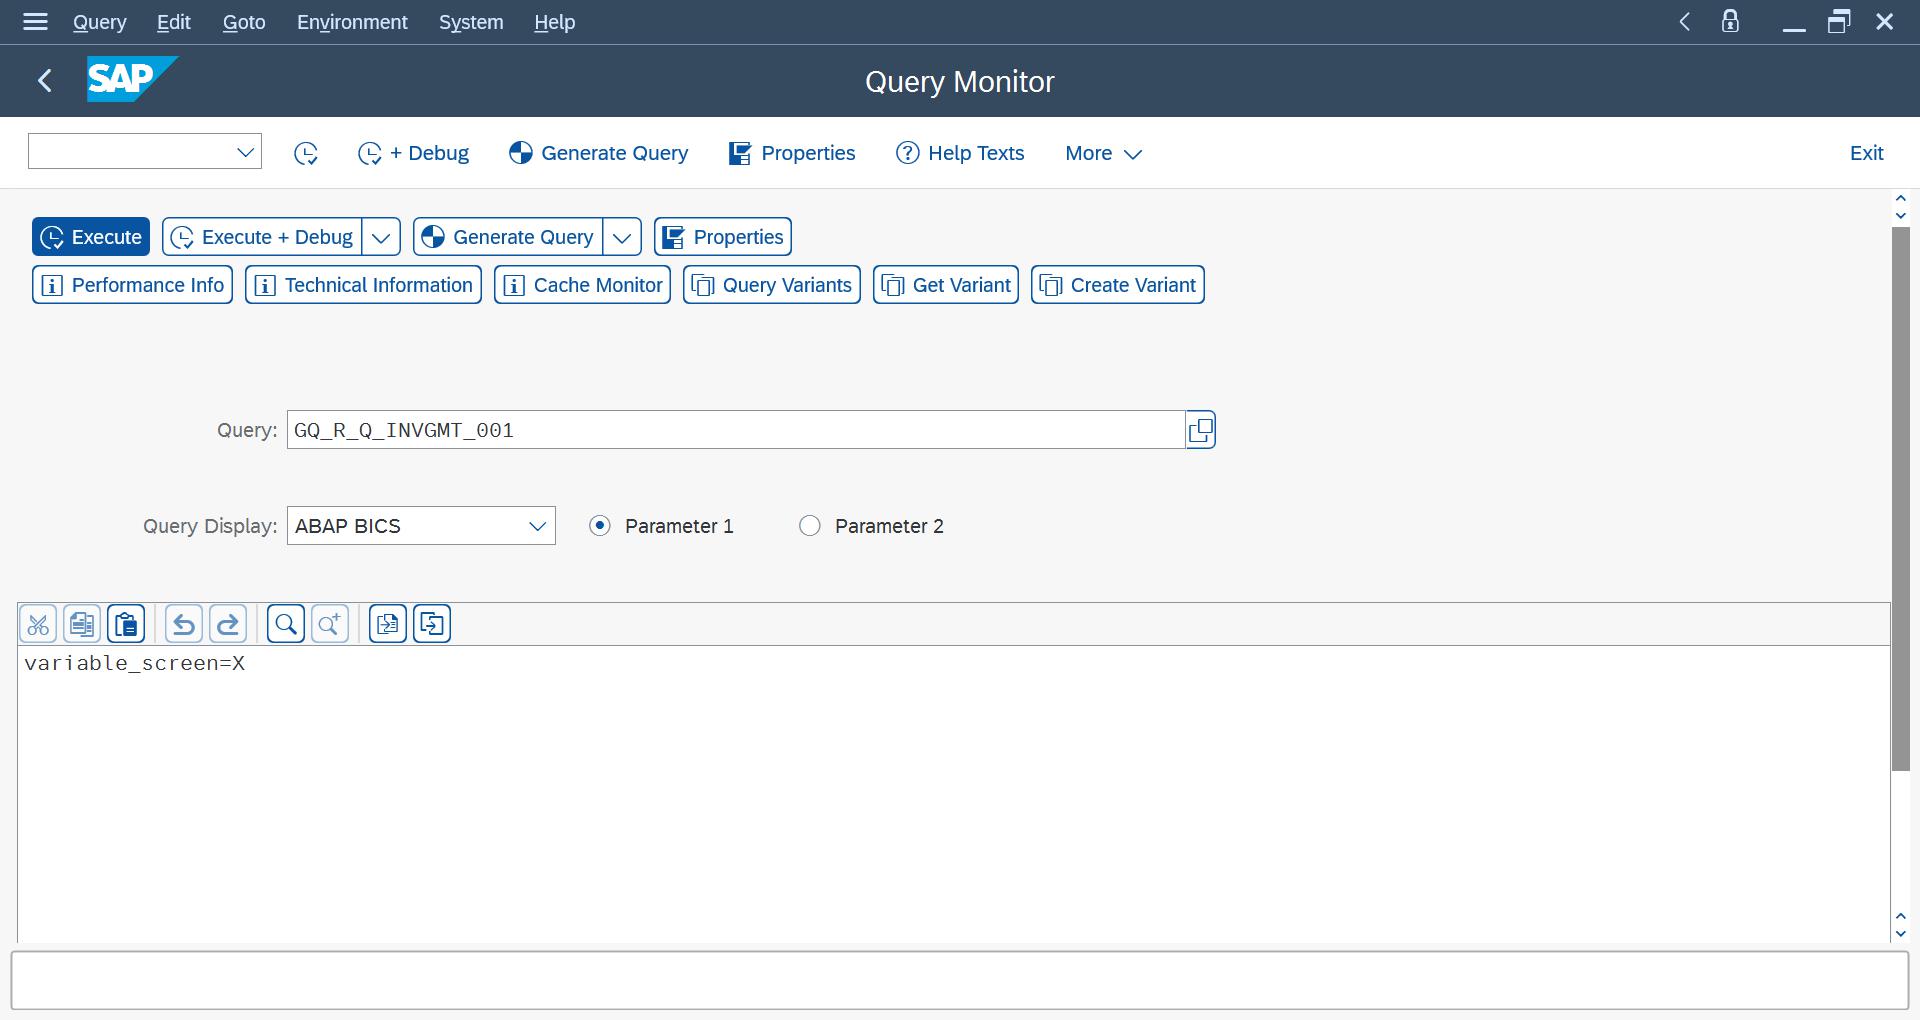 Query Edit Goto Environment System Help
SAP Query Monitor
+ Debug Generate Query Properties Help Texts More Exit
Execute Execute + Debug Generate Query Properties
Performance Info Technical Information Cache Monitor Query Variants Get Variant Create Variant
Query: GQ_R_Q_INVGMT_001
Query Display: ABAP BICS Parameter 1 Parameter 2
variable_screen=X